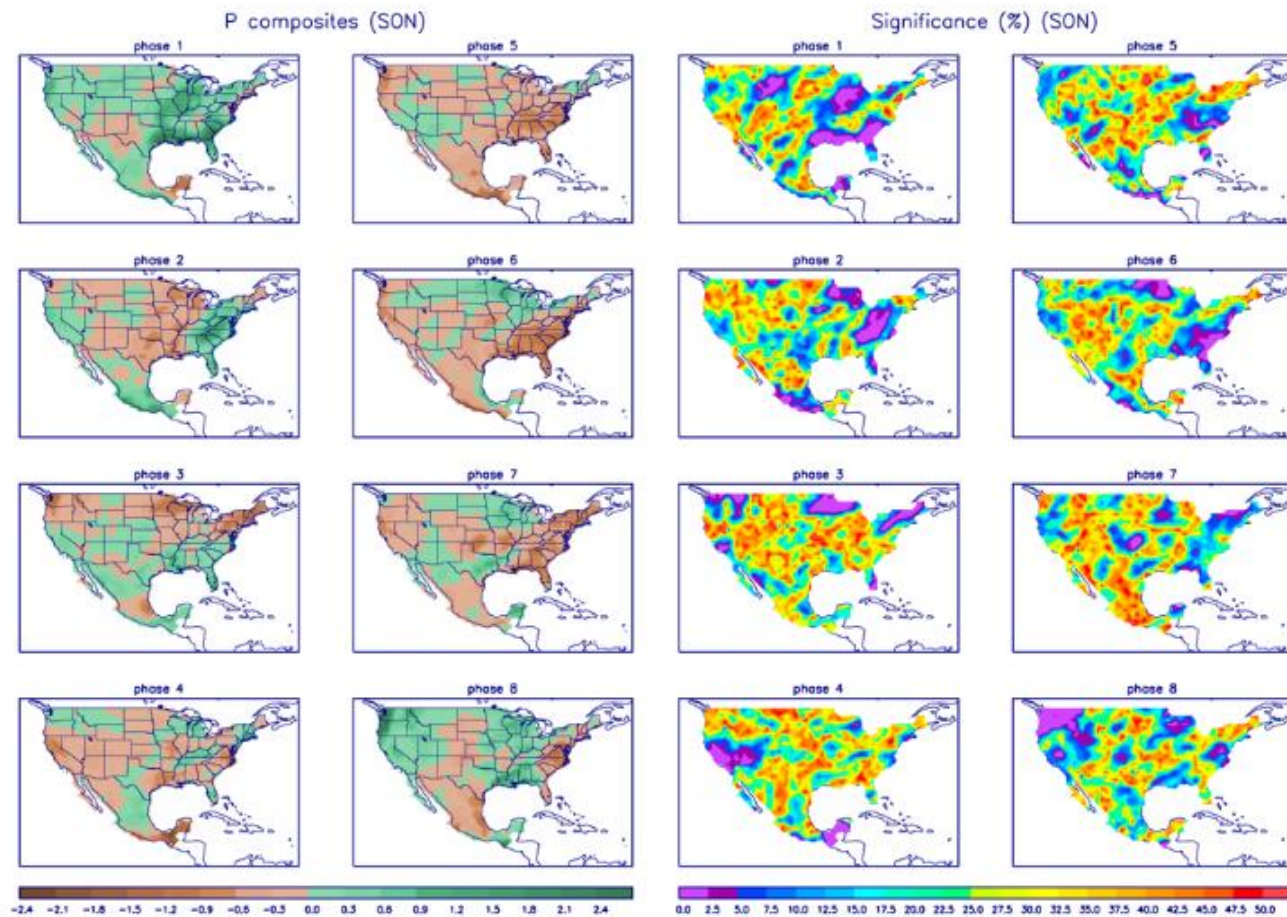 P composites (SON)
Significance (%) (SON)
phase 1
phase 5
phase 1
phase 5
phase 2
phase 6
phase 2
phase 6
phase 3
phase 7
phase 3
phase 7
phase 4
phase 8
phase 4
phase 8
-2.4 -2.1 -1.8 -1.5 -1.2 -0.9 -0.6 -0.3 0.0 0.3 0.6 0.9 1.2 1.5 1.8 2.1 2.4
0.0 2.5 5.0 7.5 10.0 12.5 15.0 17.5 20.0 22.5 25.0 27.5 30.0 32.5 35.0 37.5 40.0 42.5 45.0 47.5 50.0